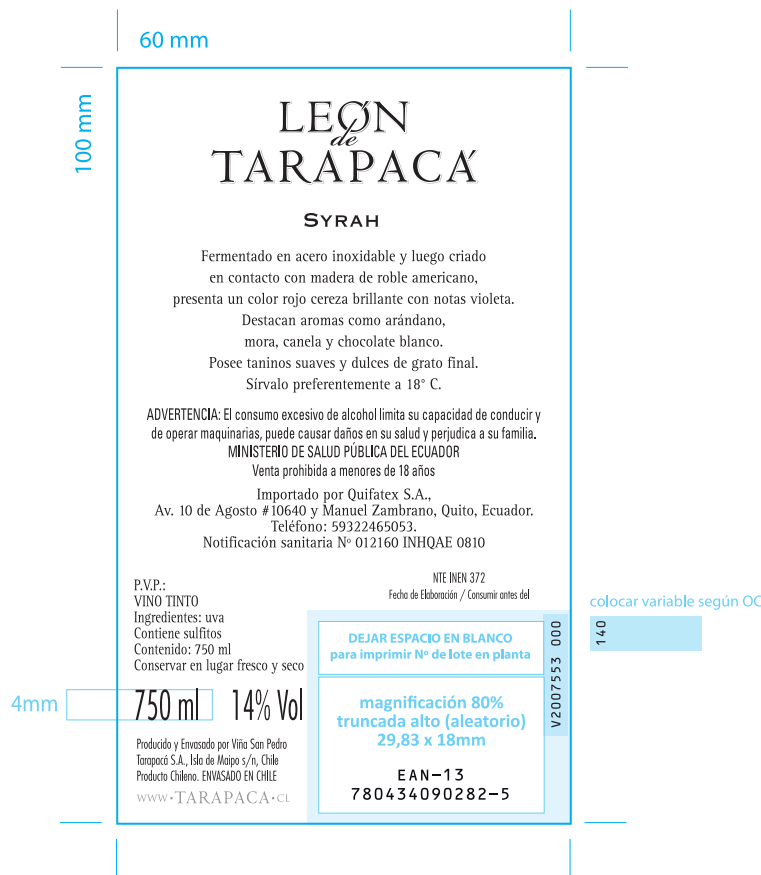 60 mm
100 mm
LEÓN
de
TARAPACÁ
SYRAH
Fermentado en acero inoxidable y luego criado
en contacto con madera de roble americano,
presenta un color rojo cereza brillante con notas violeta.
Destacan aromas como arándano,
mora, canela y chocolate blanco.
Posee taninos suaves y dulces de grato final.
Sírvalo preferentemente a 18° C.
ADVERTENCIA: El consumo excesivo de alcohol limita su capacidad de conducir y
de operar maquinarias, puede causar daños en su salud y perjudica a su familia.
MINISTERIO DE SALUD PÚBLICA DEL ECUADOR
Venta prohibida a menores de 18 años
Importado por Quifatex S.A.,
Av. 10 de Agosto #10640 y Manuel Zambrano, Quito, Ecuador.
Teléfono: 59322465053.
Notificación sanitaria Nº 012160 INHQAE 0810
NTE INEN 372
Fecha de Elaboración / Consumir antes del
P.V.P.:
VINO TINTO
Ingredientes: uva
Contiene sulfitos
Contenido: 750 ml
Conservar en lugar fresco y seco
4mm
750 ml 14% Vol
Producido y Envasado por Viña San Pedro
Tarapacá S.A., Isla de Maipo s/n, Chile
Producto Chileno. ENVASADO EN CHILE
WWW·TARAPACA·CL
DEJAR ESPACIO EN BLANCO
para imprimir Nº de lote en planta
magnificación 80%
truncada alto (aleatorio)
29,83 x 18mm
EAN-13
780434090282-5
V2007553 000
colocar variable según OC
140